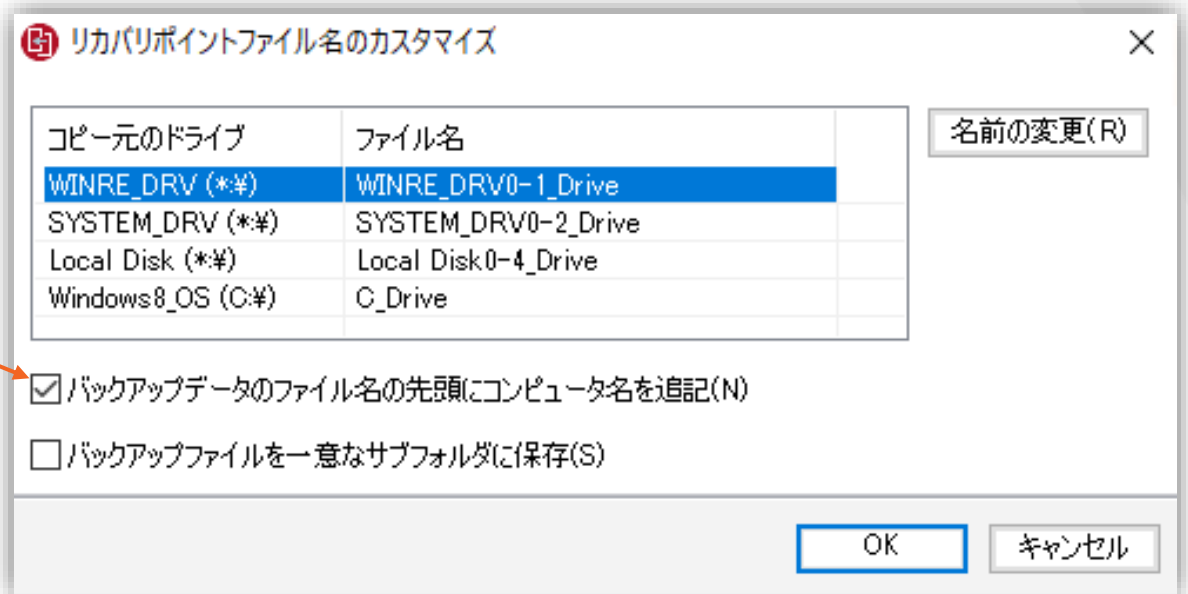 リカバリポイントファイル名のカスタマイズ
コピー元のドライブ ファイル名
名前の変更(R)
WINRE_DRV (*:¥) WINRE_DRV0-1_Drive
SYSTEM_DRV (*:¥) SYSTEM_DRV0-2_Drive
Local Disk (*:¥) Local Disk0-4_Drive
Windows8_OS (C:¥) C_Drive
バックアップデータのファイル名の先頭にコンピュータ名を追記(N)
バックアップファイルを一意なサブフォルダに保存(S)
OK キャンセル